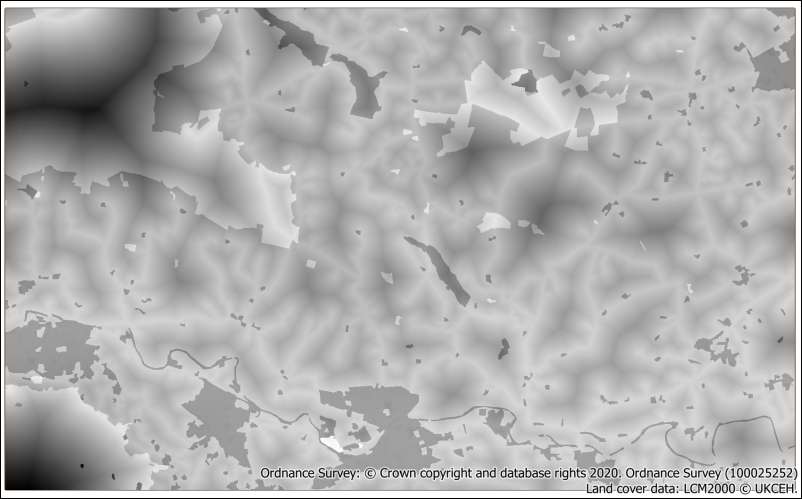 Ordnance Survey: © Crown copyright and database rights 2020. Ordnance Survey (100025252)
Land cover data: LCM2000 © UKCEH.